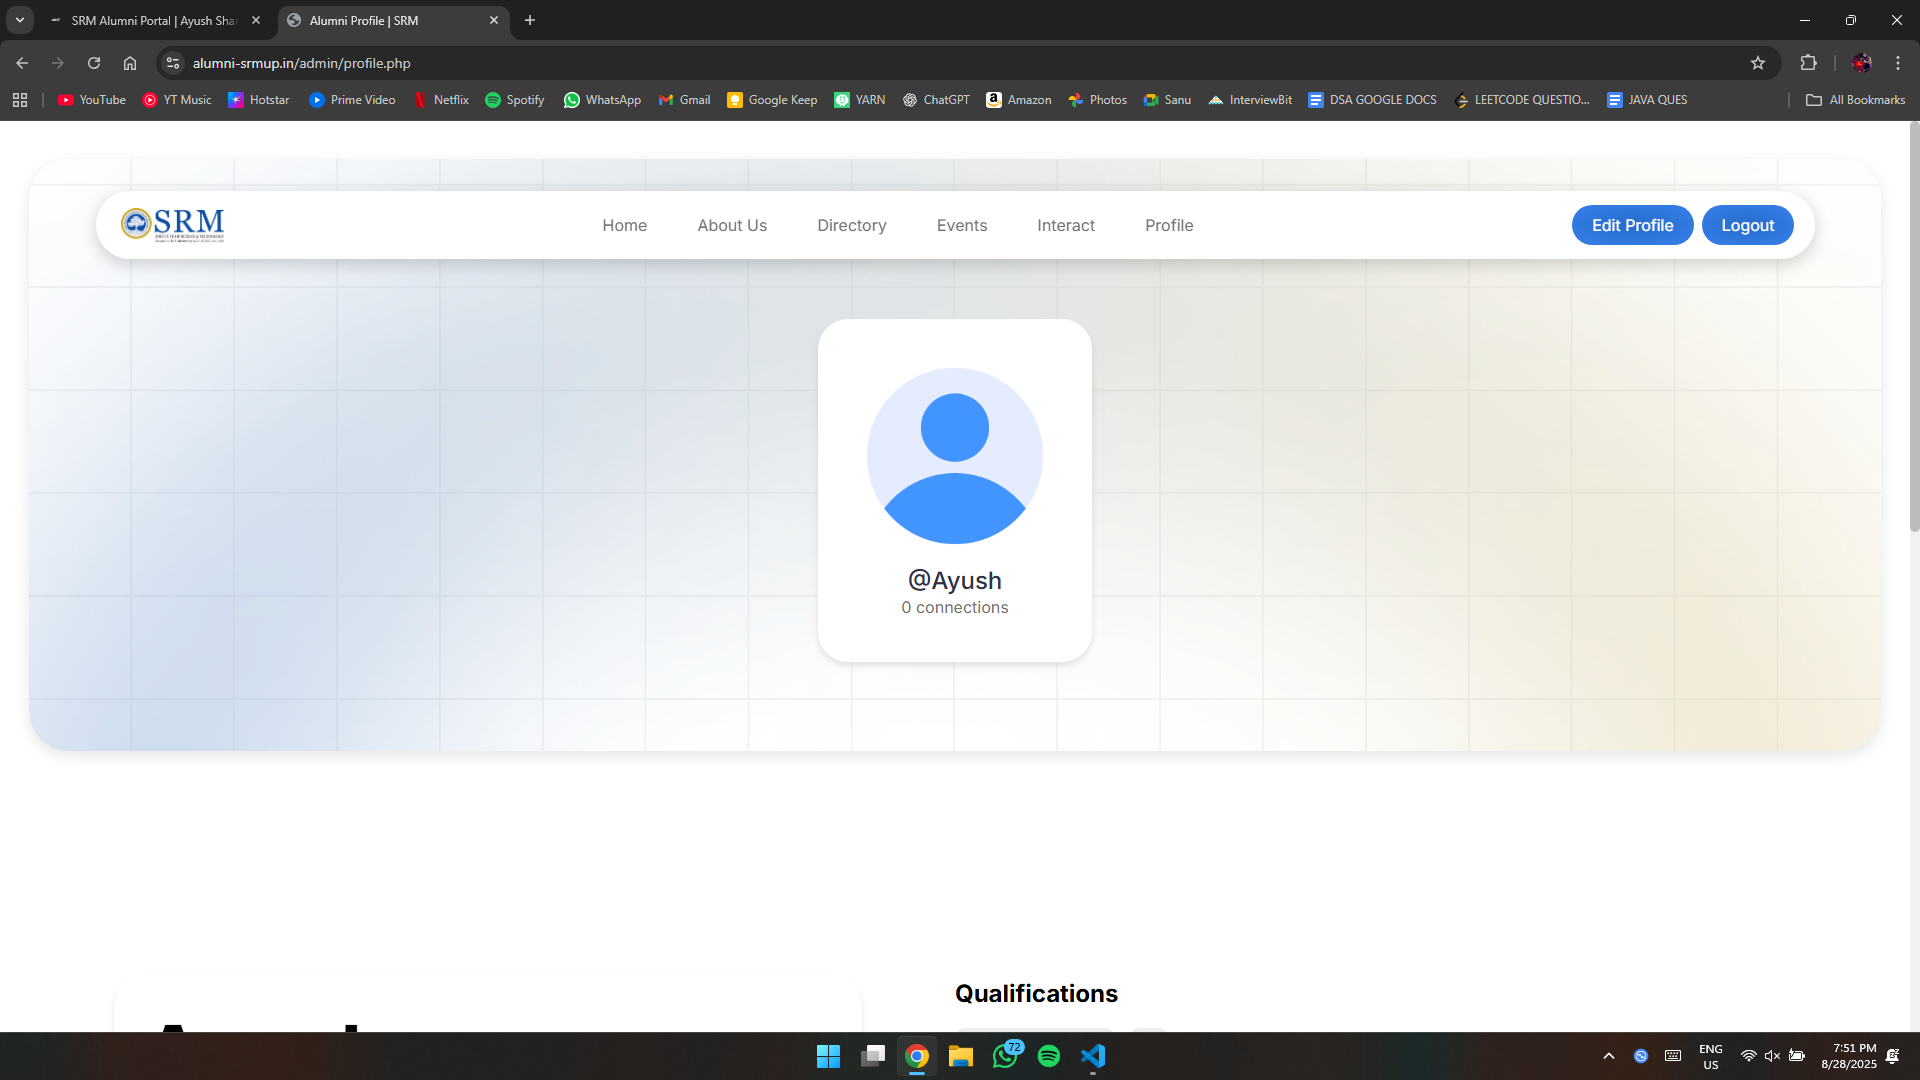 SRM Alumni Portal | Ayush Sha
Alumni Profile | SRM
alumni-srmup.in/admin/profile.php
YouTube
YT Music
Hotstar
Prime Video
Netflix
Spotify
WhatsApp
Gmail
Google Keep
YARN
ChatGPT
Amazon
Photos
Sanu
InterviewBit
DSA GOOGLE DOCS
LEETCODE QUESTIO...
JAVA QUES
All Bookmarks
SRM
Home
About Us
Directory
Events
Interact
Profile
Edit Profile
Logout
@Ayush
0 connections
Qualifications
72
ENG
US
7:51 PM
8/28/2025